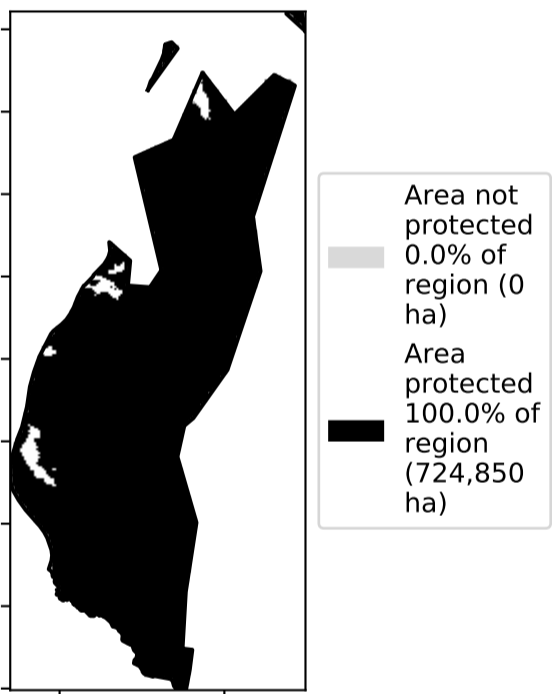 Area not
protected
0.0% of
region (0
ha)
Area
protected
100.0% of
region
(724,850
ha)